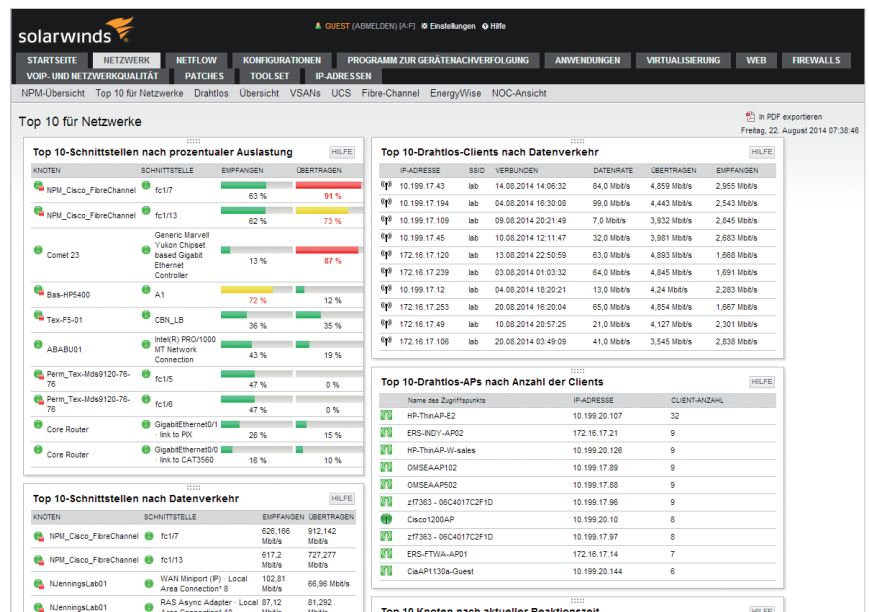 solarwinds
GUEST (ABMELDEN) [A:F] Einstellungen Hilfe
STARTSEITE NETZWERK NETFLOW KONFIGURATIONEN PROGRAMM ZUR GERÄTENACHVERFOLGUNG ANWENDUNGEN VIRTUALISIERUNG WEB FIREWALLS
VOIP- UND NETZWERKQUALITÄT PATCHES TOOLSET IP-ADRESSEN
NPM-Übersicht Top 10 für Netzwerke Drahtlos Übersicht VSANs UCS Fibre-Channel EnergyWise NOC-Ansicht
Top 10 für Netzwerke
In PDF exportieren
Freitag, 22. August 2014 07:38:46
Top 10-Schnittstellen nach prozentualer Auslastung HILFE
KNOTEN SCHNITTSTELLE EMPFANGEN ÜBERTRAGEN
NPM_Cisco_FibreChannel fc1/7 63 % 91 %
NPM_Cisco_FibreChannel fc1/13 62 % 73 %
Comet 23
Generic Marvell
Yukon Chipset
based Gigabit
Ethernet
Controller
13 % 87 %
Bas-HP5400 A1 72 % 12 %
Tex-F5-01 CBN_LB 36 % 35 %
ABABU01
Intel(R) PRO/1000
MT Network
Connection
43 % 19 %
Perm_Tex-Mds9120-76-
76
fc1/5 47 % 0 %
Perm_Tex-Mds9120-76-
76
fc1/6 47 % 0 %
Core Router
GigabitEthernet0/1
· link to PIX
26 % 15 %
Core Router
GigabitEthernet0/0
· link to CAT3560
16 % 10 %
Top 10-Schnittstellen nach Datenverkehr HILFE
KNOTEN SCHNITTSTELLE EMPFANGEN ÜBERTRAGEN
NPM_Cisco_FibreChannel fc1/7
626,166
Mbit/s
912,142
Mbit/s
NPM_Cisco_FibreChannel fc1/13
617,2
Mbit/s
727,277
Mbit/s
NJenningsLab01
WAN Miniport (IP) · Local
Area Connection* 8
102,81
Mbit/s
66,96 Mbit/s
NJenningsLab01
RAS Async Adapter · Local
Area Connection* 10
87,12
Mbit/s
81,292
Mbit/s
Top 10-Drahtlos-Clients nach Datenverkehr HILFE
IP-ADRESSE SSID VERBUNDEN DATENRATE ÜBERTRAGEN EMPFANGEN
10.199.17.43 lab 14.08.2014 14:06:32 84,0 Mbit/s 4,859 Mbit/s 2,955 Mbit/s
10.199.17.194 lab 04.08.2014 16:30:08 99,0 Mbit/s 4,443 Mbit/s 2,543 Mbit/s
10.199.17.109 lab 09.08.2014 20:21:49 7,0 Mbit/s 3,932 Mbit/s 2,845 Mbit/s
10.199.17.45 lab 10.08.2014 12:11:47 32,0 Mbit/s 3,981 Mbit/s 2,683 Mbit/s
172.16.17.120 lab 13.08.2014 22:50:59 63,0 Mbit/s 4,893 Mbit/s 1,668 Mbit/s
172.16.17.239 lab 03.08.2014 01:03:32 64,0 Mbit/s 4,845 Mbit/s 1,691 Mbit/s
10.199.17.12 lab 04.08.2014 18:20:21 13,0 Mbit/s 4,24 Mbit/s 2,283 Mbit/s
172.16.17.253 lab 20.08.2014 16:20:04 65,0 Mbit/s 4,854 Mbit/s 1,667 Mbit/s
172.16.17.49 lab 10.08.2014 20:57:25 21,0 Mbit/s 4,127 Mbit/s 2,301 Mbit/s
172.16.17.106 lab 20.08.2014 03:49:09 41,0 Mbit/s 3,545 Mbit/s 2,838 Mbit/s
Top 10-Drahtlos-APs nach Anzahl der Clients HILFE
Name des Zugriffspunkts IP-ADRESSE CLIENT-ANZAHL
HP-ThinAP-E2 10.199.20.107 32
ERS-INDY-AP02 172.16.17.21 9
HP-ThinAP-W-sales 10.199.20.126 9
OMSEAAP102 10.199.17.89 9
OMSEAAP502 10.199.17.88 9
zf7363 - 06C4017C2F1D 10.199.17.96 9
Cisco1200AP 10.199.20.10 8
zf7363 - 06C4017C2F1D 10.199.17.97 8
ERS-FTWA-AP01 172.16.17.14 7
CiaAP1130a-Guest 10.199.20.144 6
Top 10 Knoten nach aktueller Reaktionszeit HILFE